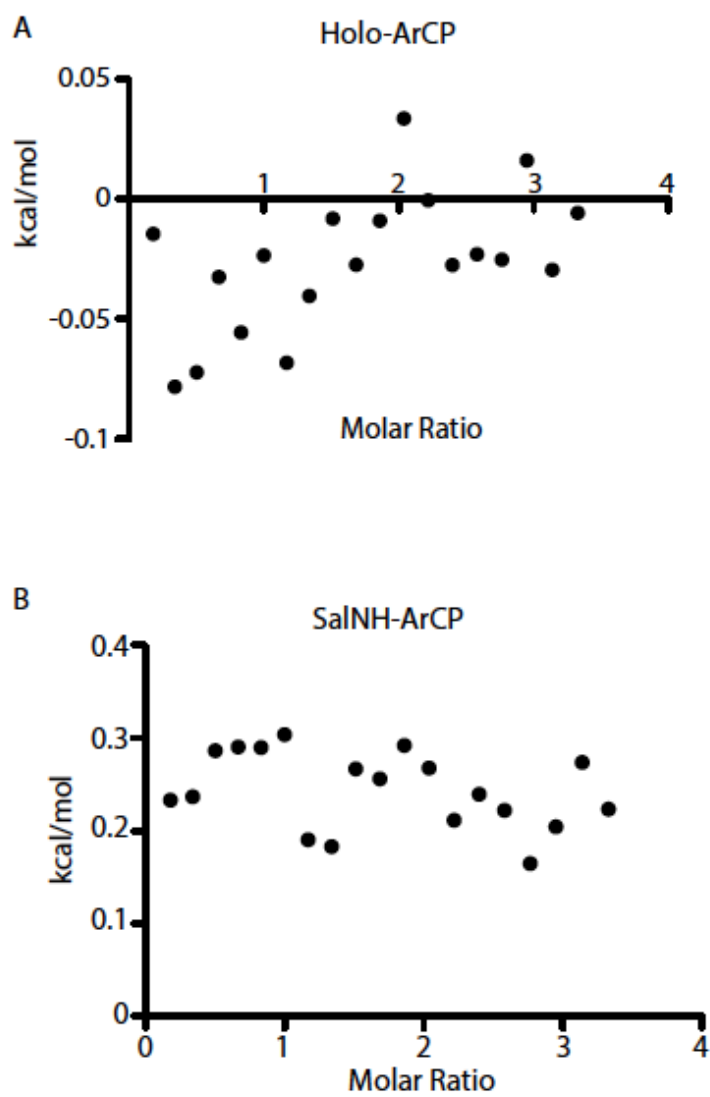 A
Holo-ArCP
0.05
kcal/mol
0
1 2 3 4
-0.05
-0.1
Molar Ratio
B
SalNH-ArCP
0.4
0.3
kcal/mol
0.2
0.1
0
0 1 2 3 4
Molar Ratio